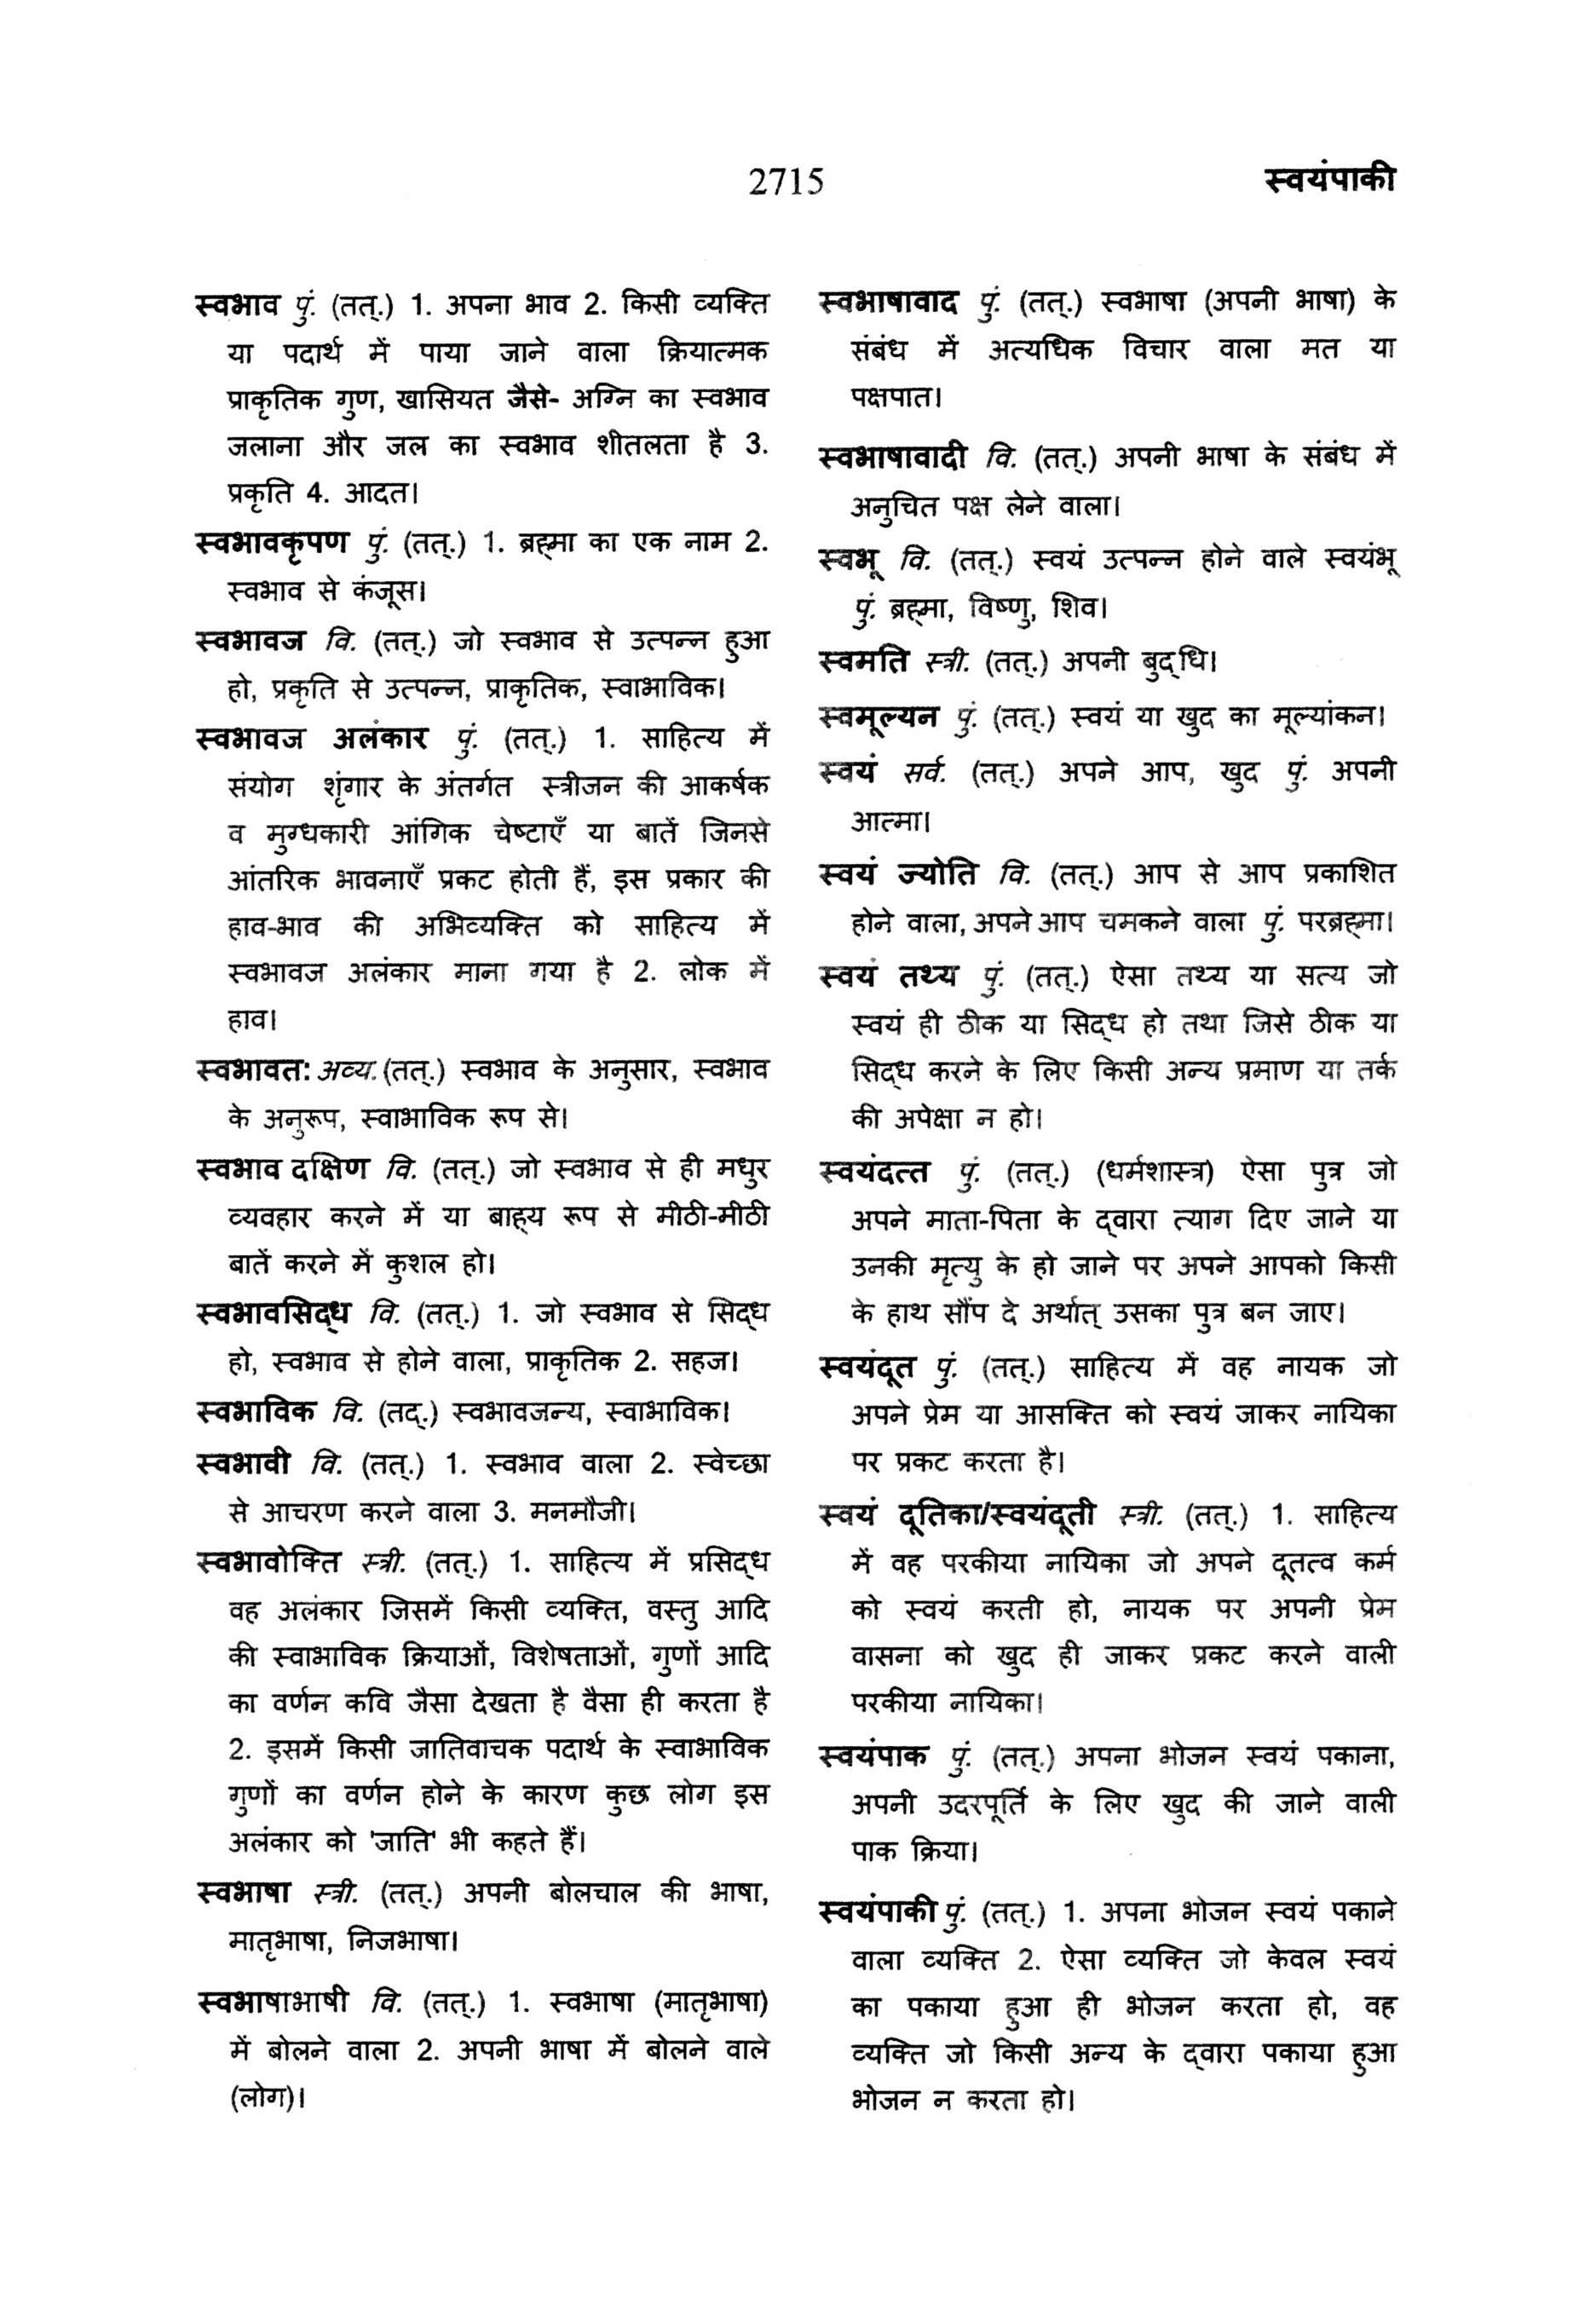 2715
स्वयंपाकी
स्वभाव पुं. (तत्.) 1. अपना भाव 2. किसी व्यक्ति
या पदार्थ में पाया जाने वाला क्रियात्मक
प्राकृतिक गुण, खासियत जैसे- अग्नि का स्वभाव
जलाना और जल का स्वभाव शीतलता है 3.
प्रकृति 4. आदत।
स्वभावकृपण पुं. (तत्.) 1. ब्रह्मा का एक नाम 2.
स्वभाव से कंजूस।
स्वभावज वि. (तत्.) जो स्वभाव से उत्पन्न हुआ
हो, प्रकृति से उत्पन्न, प्राकृतिक, स्वाभाविक।
स्वभावज अलंकार पुं. (तत्.) 1. साहित्य में
संयोग शृंगार के अंतर्गत स्त्रीजन की आकर्षक
व मुग्धकारी आंगिक चेष्टाएँ या बातें जिनसे
आंतरिक भावनाएँ प्रकट होती हैं, इस प्रकार की
हाव-भाव की अभिव्यक्ति को साहित्य में
स्वभावज अलंकार माना गया है 2. लोक में
हाव।
स्वभावत: अव्य. (तत्.) स्वभाव के अनुसार, स्वभाव
के अनुरूप, स्वाभाविक रूप से।
स्वभाव दक्षिण वि. (तत्.) जो स्वभाव से ही मधुर
व्यवहार करने में या बाह्य रूप से मीठी-मीठी
बातें करने में कुशल हो।
स्वभावसिद्ध वि. (तत्.) 1. जो स्वभाव से सिद्ध
हो, स्वभाव से होने वाला, प्राकृतिक 2. सहज।
स्वभाविक वि. (तद्.) स्वभावजन्य, स्वाभाविक।
स्वभावी वि. (तत्.) 1. स्वभाव वाला 2. स्वेच्छा
से आचरण करने वाला 3. मनमौजी।
स्वभावोक्ति स्त्री. (तत्.) 1. साहित्य में प्रसिद्ध
वह अलंकार जिसमें किसी व्यक्ति, वस्तु आदि
की स्वाभाविक क्रियाओं, विशेषताओं, गुणों आदि
का वर्णन कवि जैसा देखता है वैसा ही करता है
2. इसमें किसी जातिवाचक पदार्थ के स्वाभाविक
गुणों का वर्णन होने के कारण कुछ लोग इस
अलंकार को 'जाति' भी कहते हैं।
स्वभाषा स्त्री. (तत्.) अपनी बोलचाल की भाषा,
मातृभाषा, निजभाषा।
स्वभाषाभाषी वि. (तत्.) 1. स्वभाषा (मातृभाषा)
में बोलने वाला 2. अपनी भाषा में बोलने वाले
(लोग)।
स्वभाषावाद पुं. (तत्.) स्वभाषा (अपनी भाषा) के
संबंध में अत्यधिक विचार वाला मत या
पक्षपात।
स्वभाषावादी वि. (तत्.) अपनी भाषा के संबंध में
अनुचित पक्ष लेने वाला।
स्वभू वि. (तत्.) स्वयं उत्पन्न होने वाले स्वयंभू
पुं. ब्रह्मा, विष्णु, शिव।
स्वमति स्त्री. (तत्.) अपनी बुद्धि।
स्वमूल्यन पुं. (तत्.) स्वयं या खुद का मूल्यांकन।
स्वयं सर्व. (तत्.) अपने आप, खुद पुं. अपनी
आत्मा।
स्वयं ज्योति वि. (तत्.) आप से आप प्रकाशित
होने वाला, अपने आप चमकने वाला पुं. परब्रह्मा।
स्वयं तथ्य पुं. (तत्.) ऐसा तथ्य या सत्य जो
स्वयं ही ठीक या सिद्ध हो तथा जिसे ठीक या
सिद्ध करने के लिए किसी अन्य प्रमाण या तर्क
की अपेक्षा न हो।
स्वयंदत्त पुं. (तत्.) (धर्मशास्त्र) ऐसा पुत्र जो
अपने माता-पिता के द्वारा त्याग दिए जाने या
उनकी मृत्यु के हो जाने पर अपने आपको किसी
के हाथ सौंप दे अर्थात् उसका पुत्र बन जाए।
स्वयंदूत पुं. (तत्.) साहित्य में वह नायक जो
अपने प्रेम या आसक्ति को स्वयं जाकर नायिका
पर प्रकट करता है।
स्वयं दूतिका/स्वयंदूती स्त्री. (तत्.) 1. साहित्य
में वह परकीया नायिका जो अपने दूतत्व कर्म
को स्वयं करती हो, नायक पर अपनी प्रेम
वासना को खुद ही जाकर प्रकट करने वाली
परकीया नायिका।
स्वयंपाक पुं. (तत्.) अपना भोजन स्वयं पकाना,
अपनी उदरपूर्ति के लिए खुद की जाने वाली
पाक क्रिया।
स्वयंपाकी पुं. (तत्.) 1. अपना भोजन स्वयं पकाने
वाला व्यक्ति 2. ऐसा व्यक्ति जो केवल स्वयं
का पकाया हुआ ही भोजन करता हो, वह
व्यक्ति जो किसी अन्य के द्वारा पकाया हुआ
भोजन न करता हो।